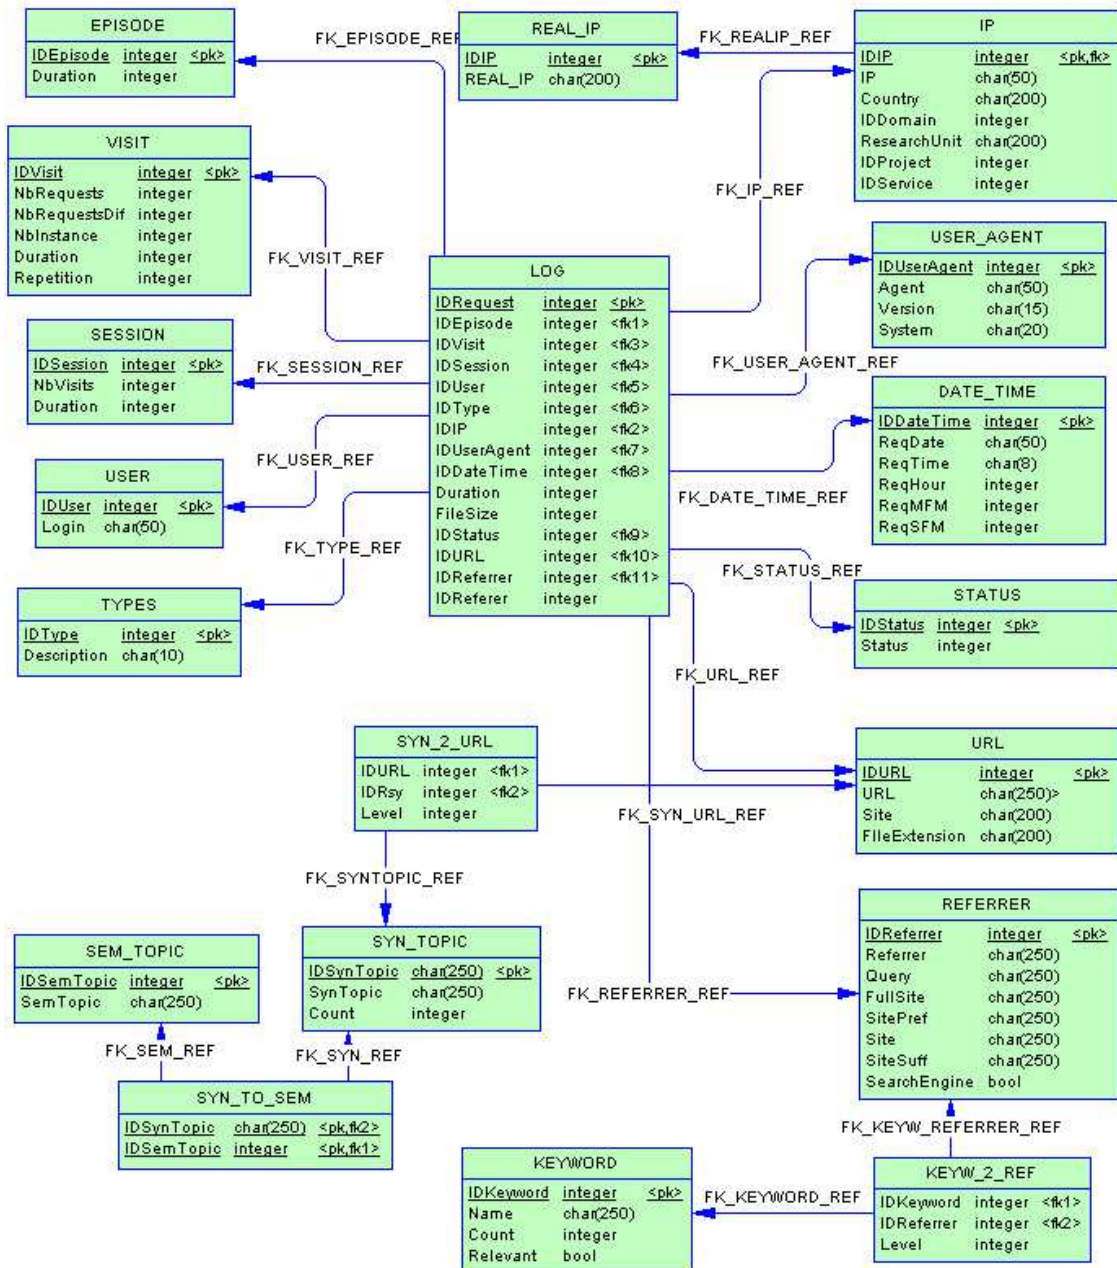 EPISODE
IDEpisode integer <pk>
Duration integer
FK_EPISODE_REF
REAL_IP
IDIP integer <pk>
REAL_IP char(200)
FK_REALIP_REF
IP
IDIP integer <pk,fk>
IP char(50)
Country char(200)
IDDomain integer
ResearchUnit char(200)
IDProject integer
IDService integer
VISIT
IDVisit integer <pk>
NbRequests integer
NbRequestsDif integer
NbInstance integer
Duration integer
Repetition integer
FK_VISIT_REF
FK_IP_REF
USER_AGENT
IDUserAgent integer <pk>
Agent char(50)
Version char(15)
System char(20)
FK_USER_AGENT_REF
LOG
IDRequest integer <pk>
IDEpisode integer <fk1>
IDVisit integer <fk3>
IDSession integer <fk4>
IDUser integer <fk5>
IDType integer <fk6>
IDIP integer <fk2>
IDUserAgent integer <fk7>
IDDateTime integer <fk8>
Duration integer
FileSize integer
IDStatus integer <fk9>
IDURL integer <fk10>
IDReferrer integer <fk11>
IDReferer integer
SESSION
IDSession integer <pk>
NbVisits integer
Duration integer
FK_SESSION_REF
DATE_TIME
IDDateTime integer <pk>
ReqDate char(50)
ReqTime char(8)
ReqHour integer
ReqMFM integer
ReqSFM integer
FK_DATE_TIME_REF
USER
IDUser integer <pk>
Login char(50)
FK_USER_REF
FK_TYPE_REF
TYPES
IDType integer <pk>
Description char(10)
FK_STATUS_REF
STATUS
IDStatus integer <pk>
Status integer
FK_URL_REF
SYN_2_URL
IDURL integer <fk1>
IDRsy integer <fk2>
Level integer
FK_SYN_URL_REF
URL
IDURL integer <pk>
URL char(250)>
Site char(200)
FIleExtension char(200)
FK_SYNTOPIC_REF
SEM_TOPIC
IDSemTopic integer <pk>
SemTopic char(250)
SYN_TOPIC
IDSynTopic char(250) <pk>
SynTopic char(250)
Count integer
FK_REFERRER_REF
REFERRER
IDReferrer integer <pk>
Referrer char(250)
Query char(250)
FullSite char(250)
SitePref char(250)
Site char(250)
SiteSuff char(250)
SearchEngine bool
FK_SEM_REF
FK_SYN_REF
SYN_TO_SEM
IDSynTopic char(250) <pk,fk2>
IDSemTopic integer <pk,fk1>
FK_KEYW_REFERRER_REF
KEYWORD
IDKeyword integer <pk>
Name char(250)
Count integer
Relevant bool
FK_KEYWORD_REF
KEYW_2_REF
IDKeyword integer <fk1>
IDReferrer integer <fk2>
Level integer